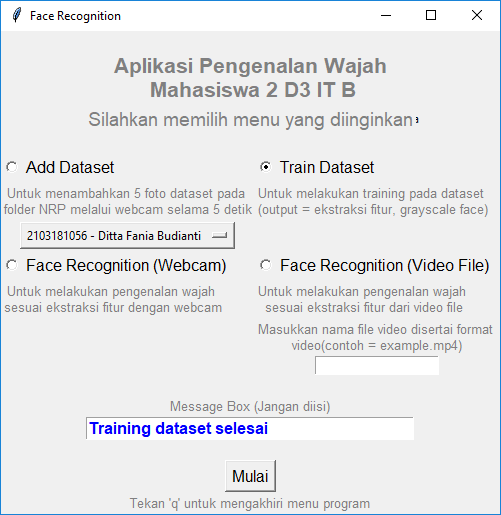 Face Recognition
Aplikasi Pengenalan Wajah
Mahasiswa 2 D3 IT B
Silahkan memilih menu yang diinginkan
Add Dataset
Untuk menambahkan 5 foto dataset pada
folder NRP melalui webcam selama 5 detik
2103181056 - Ditta Fania Budianti
Train Dataset
Untuk melakukan training pada dataset
(output = ekstraksi fitur, grayscale face)
Face Recognition (Webcam)
Untuk melakukan pengenalan wajah
sesuai ekstraksi fitur dengan webcam
Face Recognition (Video File)
Untuk melakukan pengenalan wajah
sesuai ekstraksi fitur dari video file
Masukkan nama file video disertai format
video(contoh = example.mp4)
Message Box (Jangan diisi)
Training dataset selesai
Mulai
Tekan 'q' untuk mengakhiri menu program